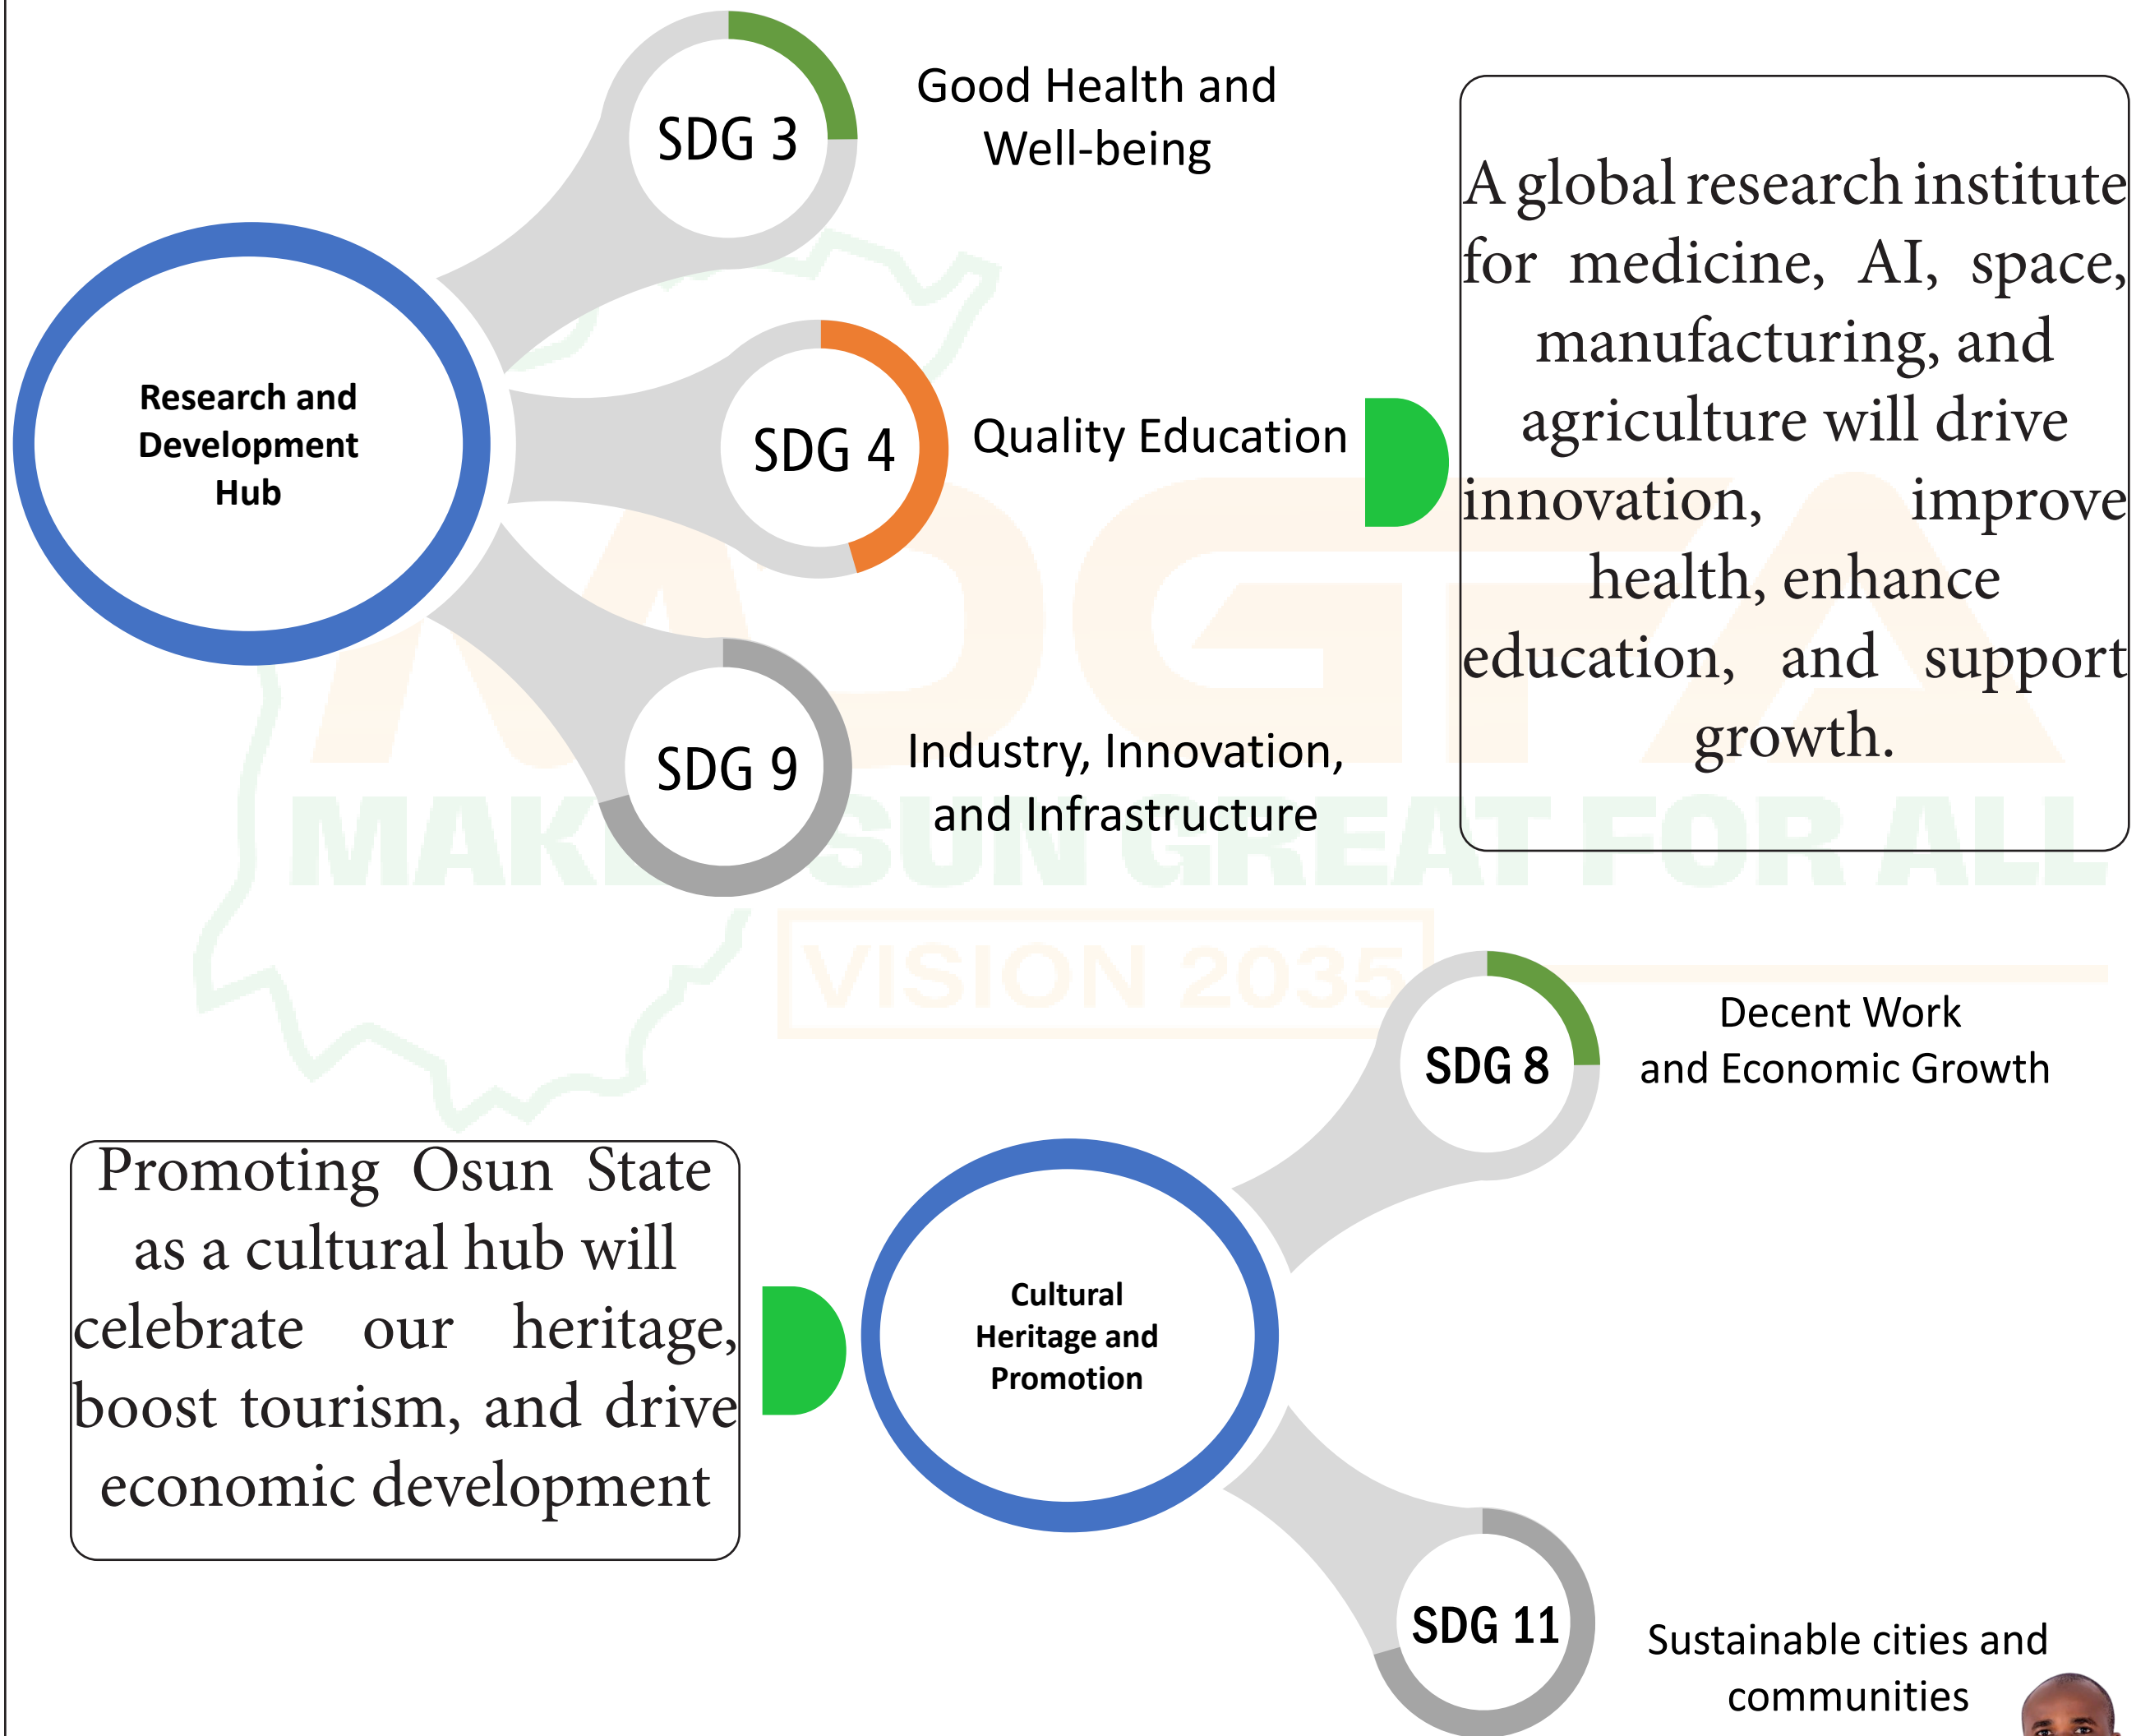 SDG 3
Good Health and
Well-being
Research and
Development
Hub
SDG 4
Quality Education
SDG 9
Industry, Innovation,
and Infrastructure
A global research institute
for medicine, AI, space,
manufacturing, and
agriculture will drive
innovation, improve
health, enhance
education, and support
growth.
MAKE SUN GREAT FOR ALL
VISION 2035
SDG 8
Decent Work
and Economic Growth
Promoting Osun State
as a cultural hub will
celebrate our heritage,
boost tourism, and drive
economic development
Cultural
Heritage and
Promotion
SDG 11
Sustainable cities and
communities